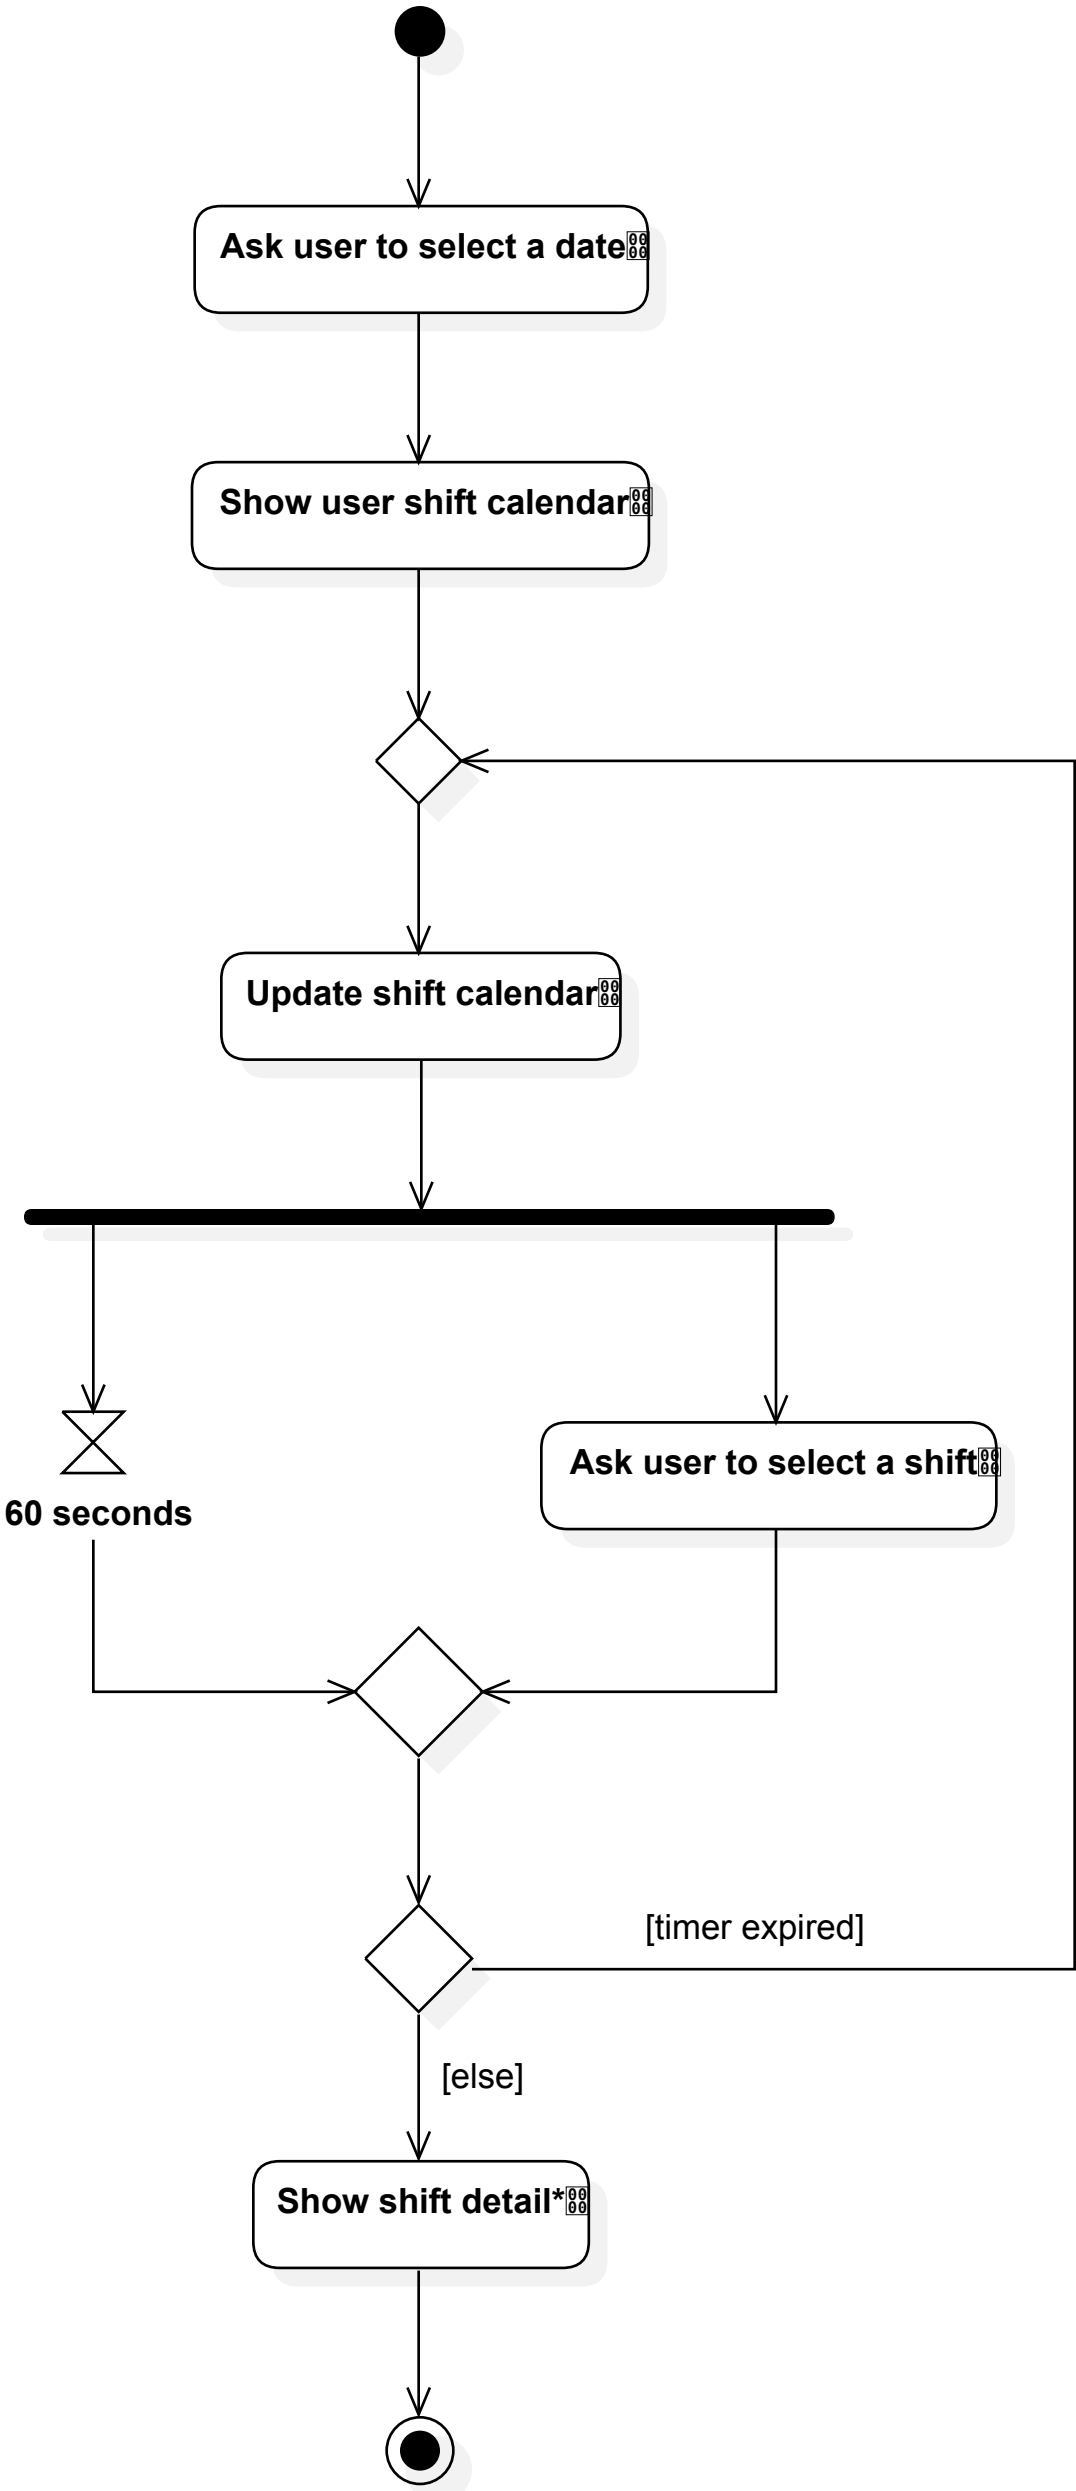 Ask user to select a date
Show user shift calendar
Update shift calendar
60 seconds
Ask user to select a shift
[timer expired]
[else]
Show shift detail*